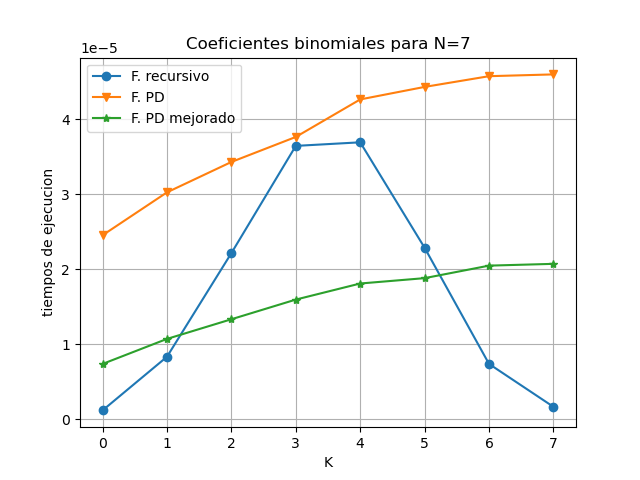 Coeficientes binomiales para N=7
1e−5
F. recursivo
F. PD
F. PD mejorado
tiempos de ejecucion
4
3
2
1
0
0 1 2 3 4 5 6 7
K